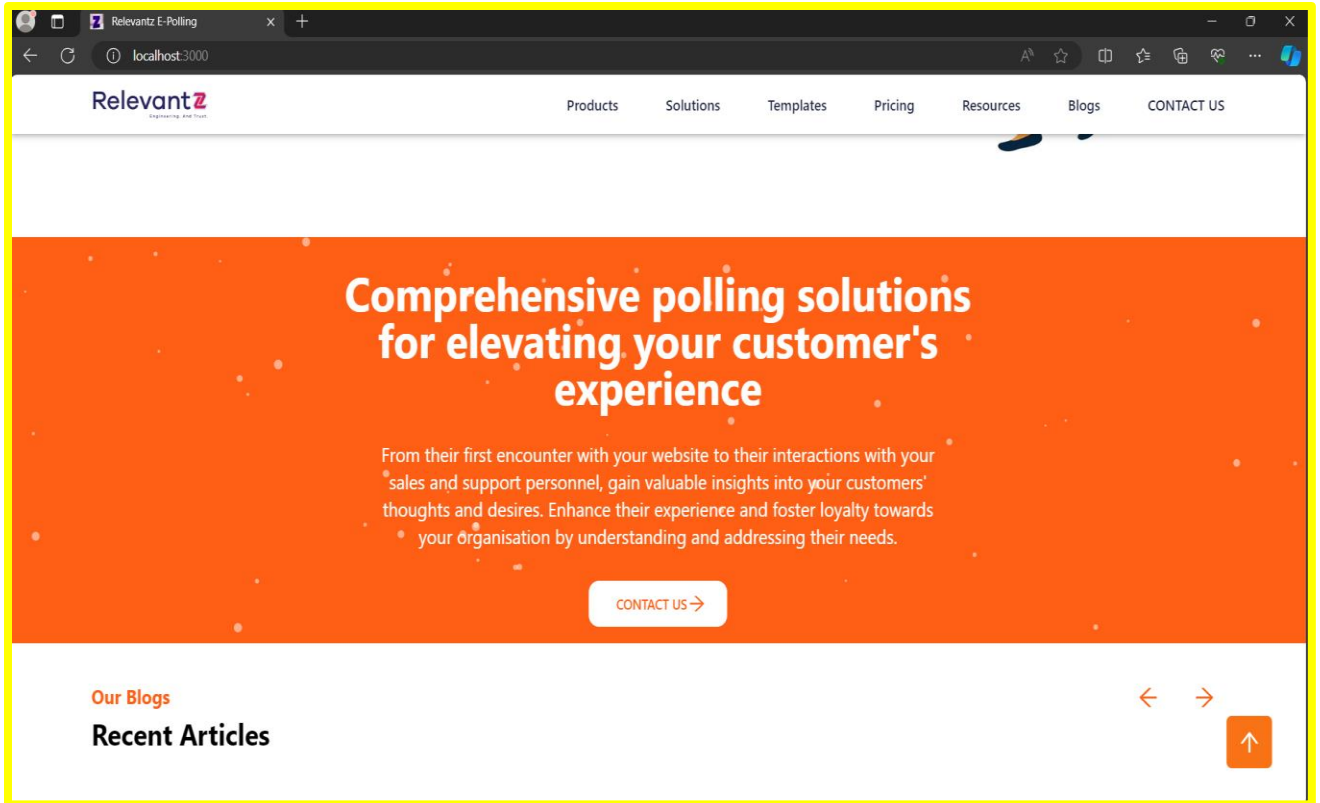 Relevantz E-Polling
localhost:3000
RelevantZ
Engineering. And Trust.
Products Solutions Templates Pricing Resources Blogs CONTACT US
Comprehensive polling solutions
for elevating your customer's
experience
From their first encounter with your website to their interactions with your
sales and support personnel, gain valuable insights into your customers'
thoughts and desires. Enhance their experience and foster loyalty towards
your organisation by understanding and addressing their needs.
CONTACT US
Our Blogs
Recent Articles